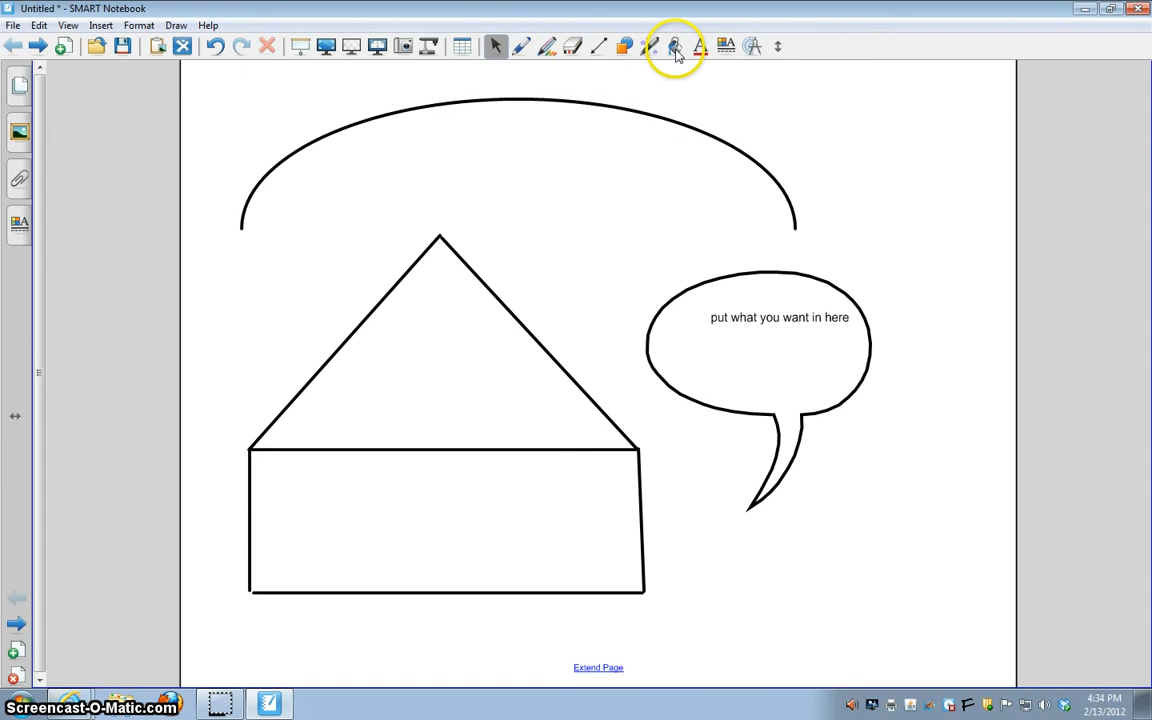 Untitled * - SMART Notebook
File Edit View Insert Format Draw Help
put what you want in here
Extend Page
Screencast-O-Matic.com
4:34 PM
2/13/2012